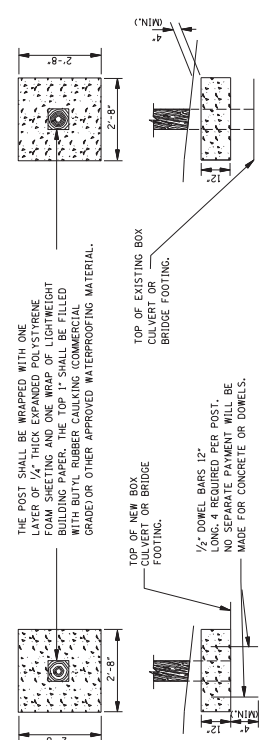 THE POST SHALL BE WRAPPED WITH ONE
LAYER OF 1/4" THICK EXPANDED POLYSTYRENE
FOAM SHEETING AND ONE WRAP OF LIGHTWEIGHT
BUILDING PAPER. THE TOP 1" SHALL BE FILLED
WITH BUTYL RUBBER CAULKING (COMMERCIAL
GRADE) OR OTHER APPROVED WATERPROOFING MATERIAL.
2'-8"
2'-8"
2'-8"
TOP OF NEW BOX
CULVERT OR BRIDGE
FOOTING.
1/2" DOWEL BARS 12"
LONG. 4 REQUIRED PER POST.
NO SEPARATE PAYMENT WILL BE
MADE FOR CONCRETE OR DOWELS.
12"
4"
(MIN.)
TOP OF EXISTING BOX
CULVERT OR
BRIDGE FOOTING.
12"
4"
(MIN.)